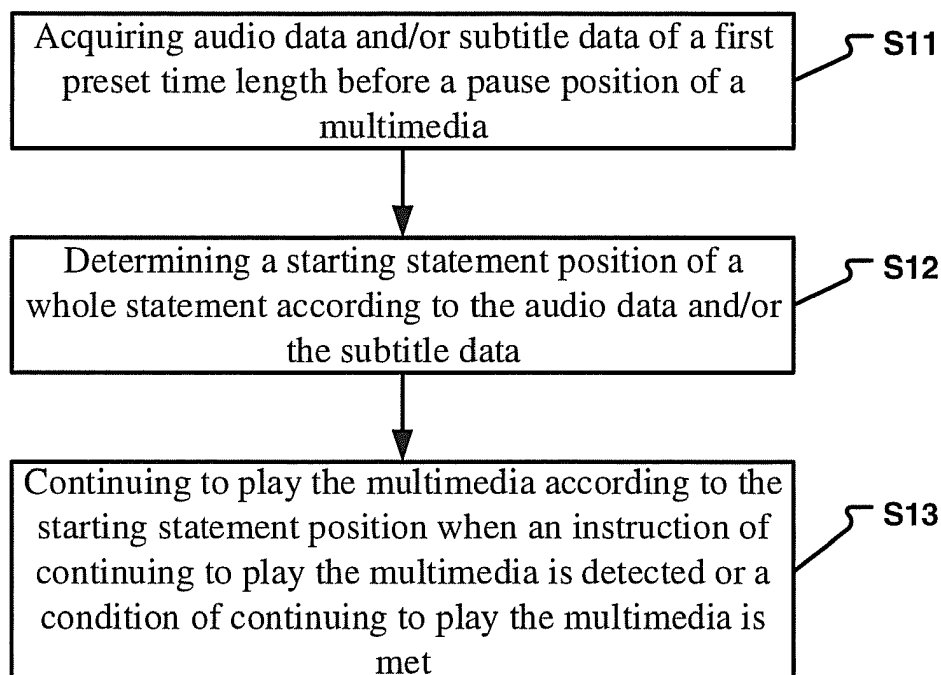 Acquiring audio data and/or subtitle data of a first
preset time length before a pause position of a
multimedia
S11
Determining a starting statement position of a
whole statement according to the audio data and/or
the subtitle data
S12
Continuing to play the multimedia according to the
starting statement position when an instruction of
continuing to play the multimedia is detected or a
condition of continuing to play the multimedia is
met
S13